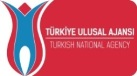 TÜRKİYE ULUSAL AJANSI
TURKISH NATIONAL AGENCY